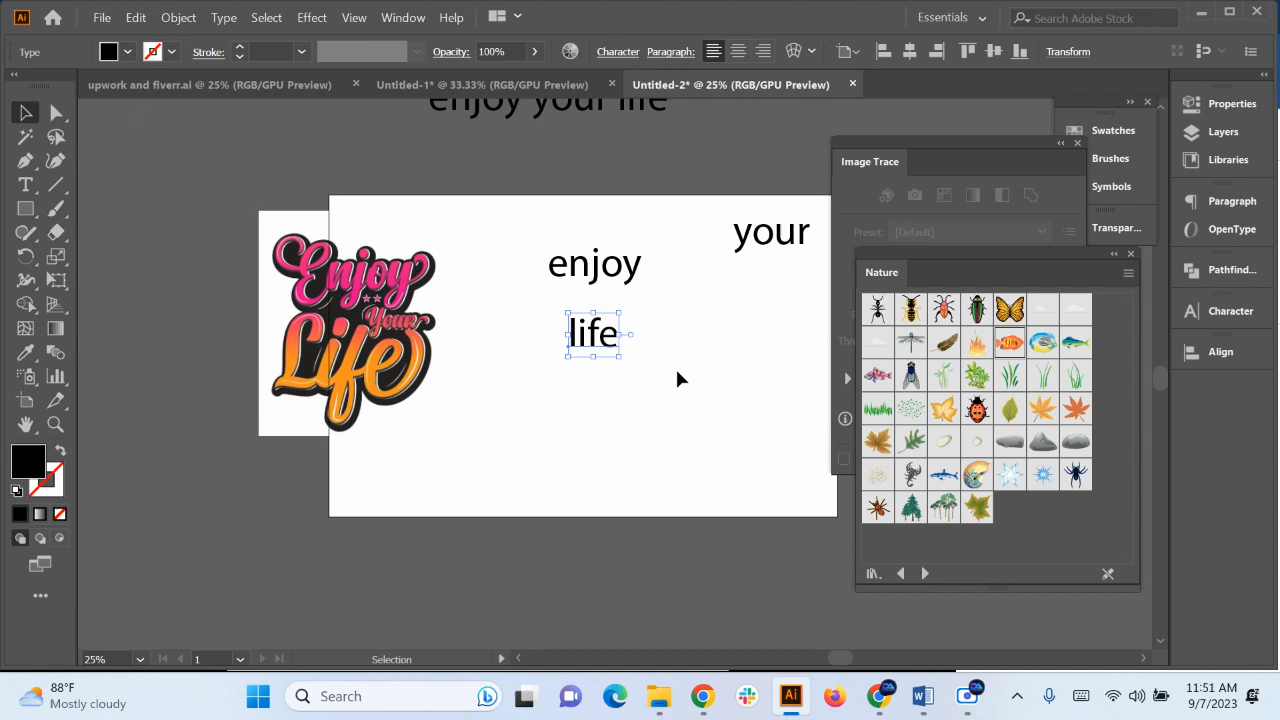 File Edit Object Type Select Effect View Window Help
Essentials
Search Adobe Stock
Type
Stroke:
Opacity: 100%
Character Paragraph:
Transform
upwork and fiverr.ai @ 25% (RGB/GPU Preview)
Untitled-1* @ 33.33% (RGB/GPU Preview)
Untitled-2* @ 25% (RGB/GPU Preview)
enjoy your life
Enjoy
Your
Life
enjoy
your
life
Image Trace
Preset: [Default]
Nature
Swatches
Brushes
Symbols
Transpar...
Properties
Layers
Libraries
Paragraph
OpenType
Pathfind...
Character
Align
25%
1
Selection
88°F
Mostly cloudy
Search
11:51 AM
9/7/2023